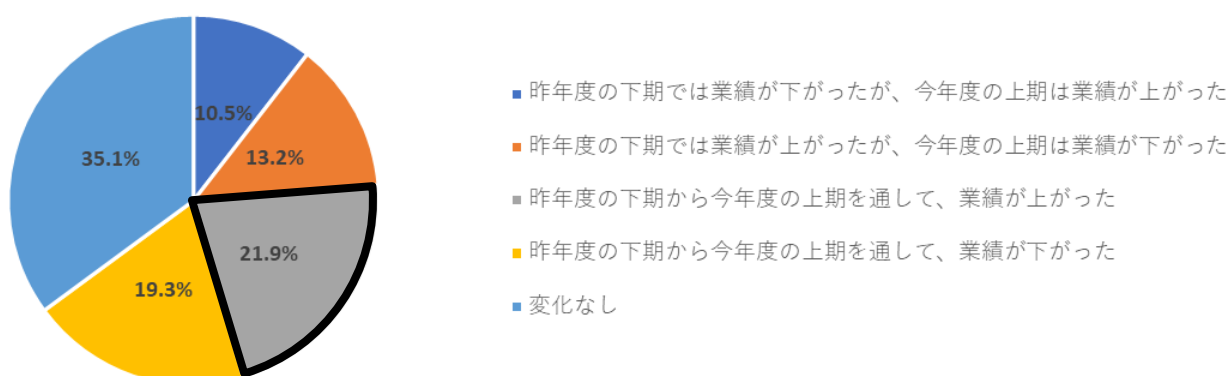 10.5%
13.2%
21.9%
19.3%
35.1%
昨年度の下期では業績が下がったが、今年度の上期は業績が上がった
昨年度の下期では業績が上がったが、今年度の上期は業績が下がった
昨年度の下期から今年度の上期を通して、業績が上がった
昨年度の下期から今年度の上期を通して、業績が下がった
変化なし